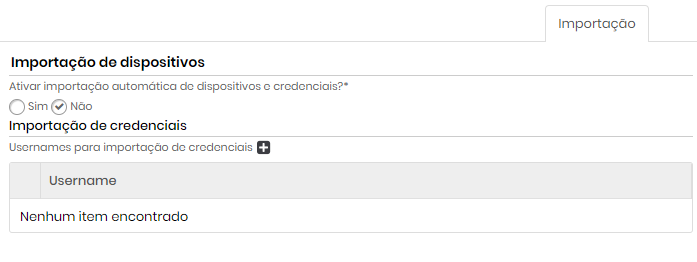 Importação
Importação de dispositivos
Ativar importação automática de dispositivos e credenciais?*
Sim Não
Importação de credenciais
Usernames para importação de credenciais
Username
Nenhum item encontrado